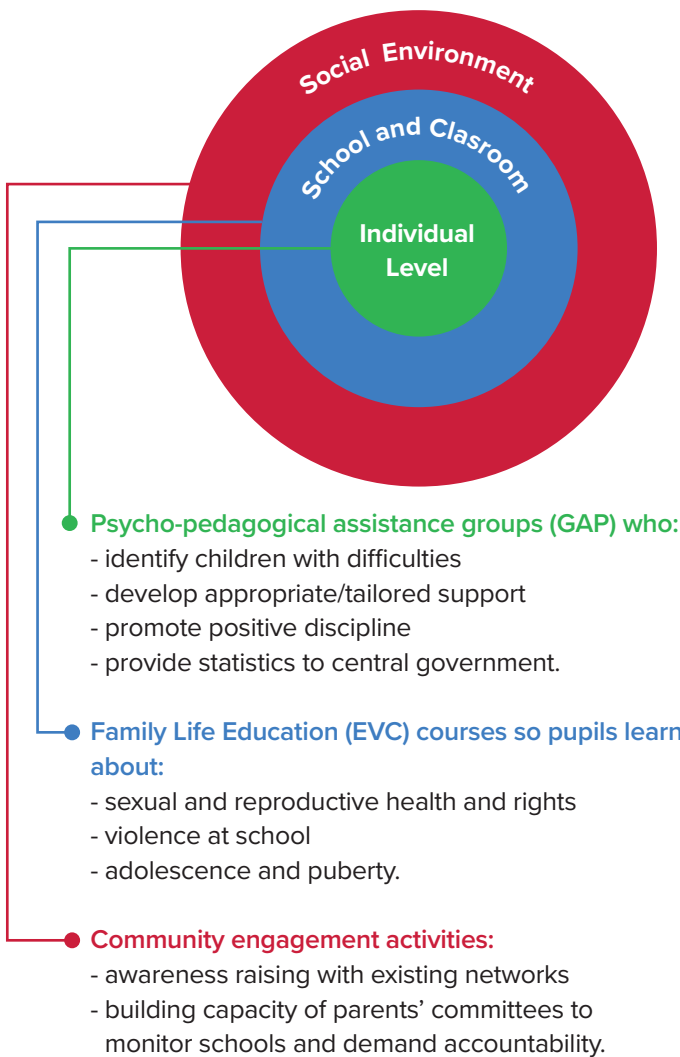 Social Environment
School and Clasroom
Individual
Level
Psycho-pedagogical assistance groups (GAP) who:
- identify children with difficulties
- develop appropriate/tailored support
- promote positive discipline
- provide statistics to central government.
Family Life Education (EVC) courses so pupils learn
about:
- sexual and reproductive health and rights
- violence at school
- adolescence and puberty.
Community engagement activities:
- awareness raising with existing networks
- building capacity of parents’ committees to
monitor schools and demand accountability.